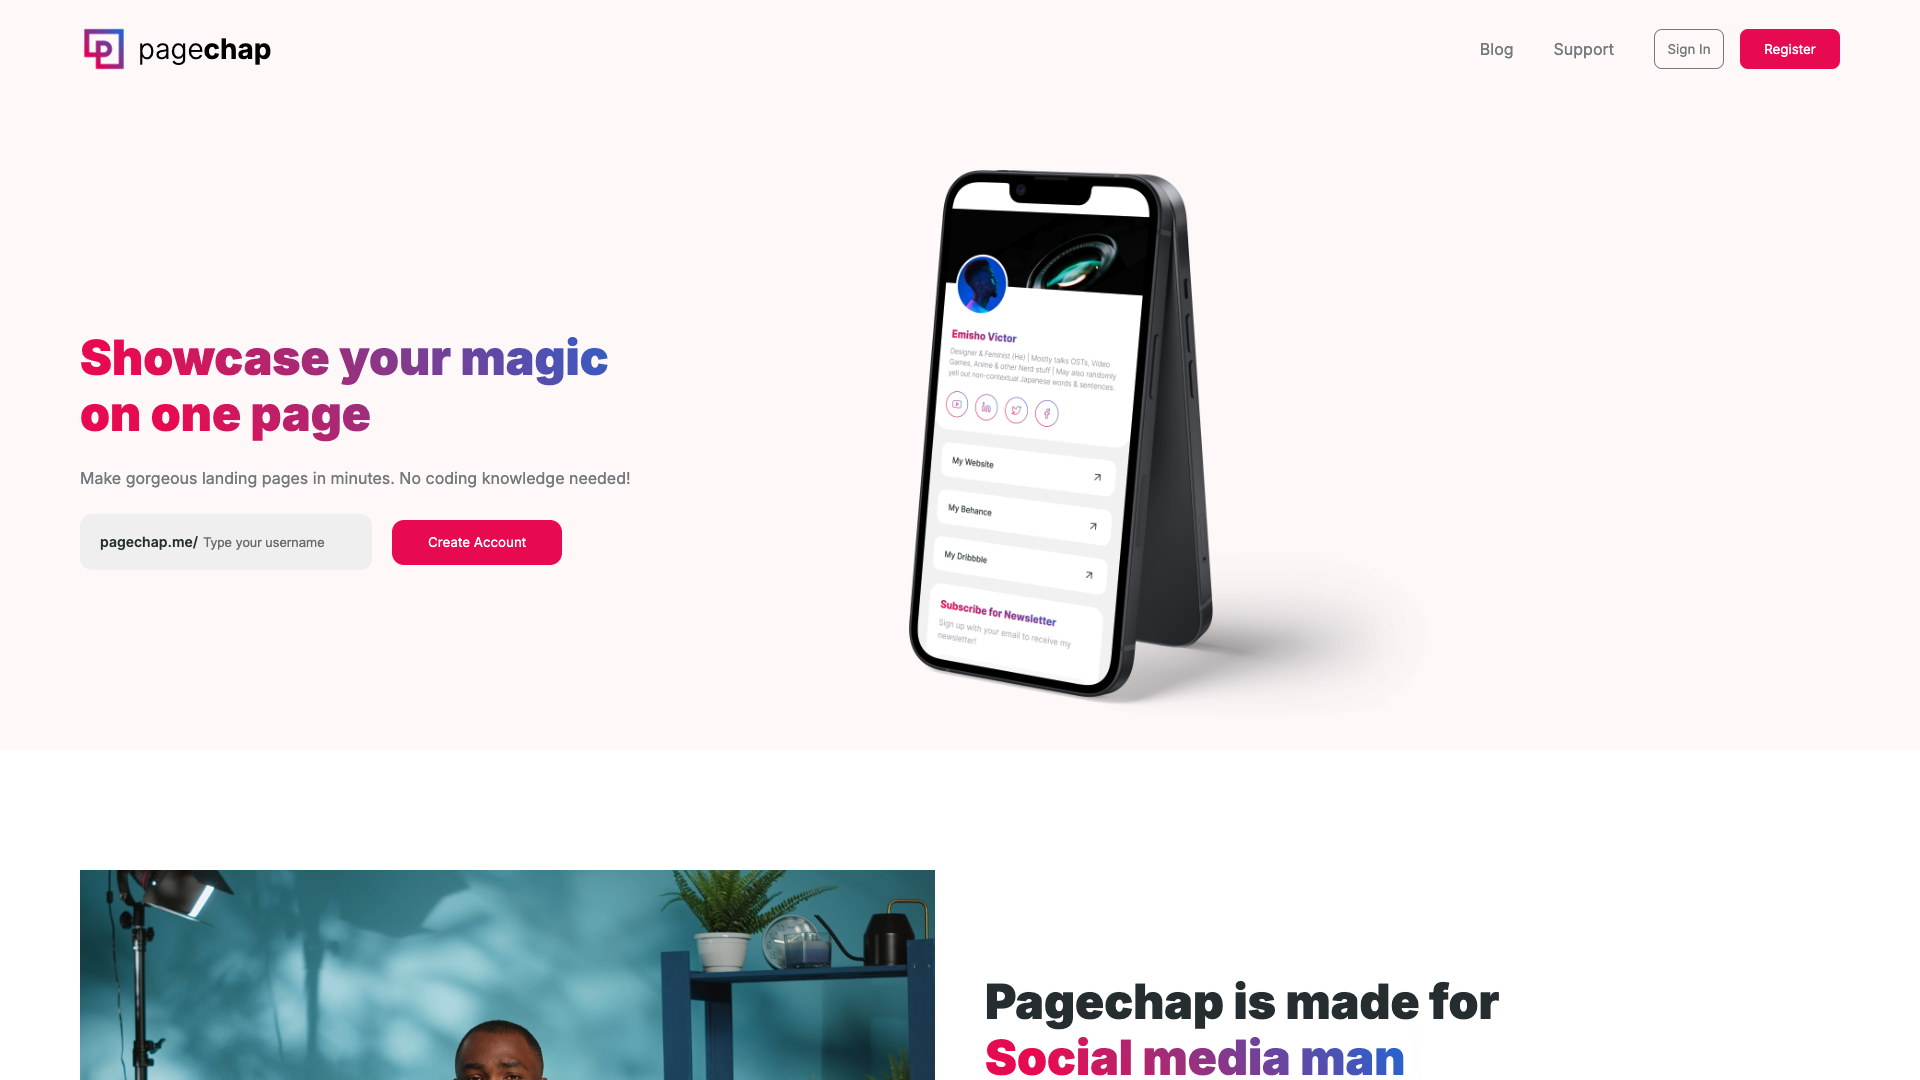 pagechap
Blog
Support
Sign In
Register
Showcase your magic
on one page
Make gorgeous landing pages in minutes. No coding knowledge needed!
pagechap.me/ Type your username
Create Account
Emisho Victor
Designer & Feminist (He) | Mostly talks OSTs, Video
Games, Anime & other Nerd stuff | May also randomly
yell out non-contextual Japanese words & sentences.
My Website
My Behance
My Dribbble
Subscribe for Newsletter
Sign up with your email to receive my
newsletter!
Pagechap is made for
Social media man